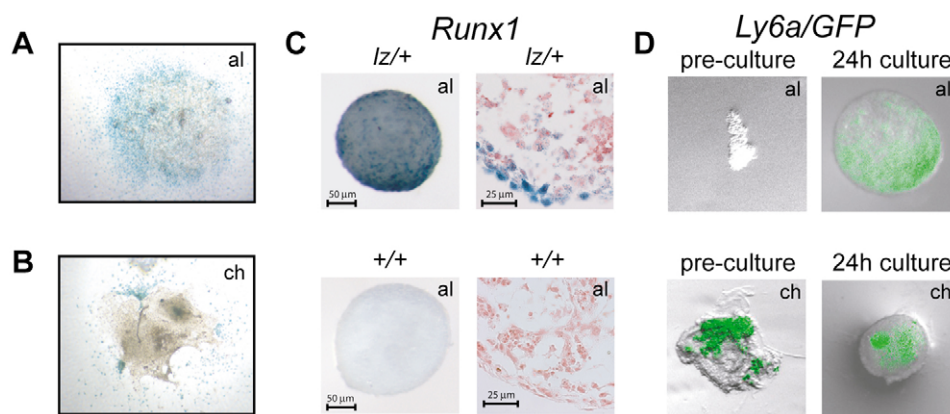 A
al
B
ch
C
Runx1
lz/+
lz/+
al
al
50 μm
25 μm
+/+
+/+
al
al
50 μm
25 μm
D
Ly6a/GFP
pre-culture
24h culture
al
al
pre-culture
24h culture
ch
ch